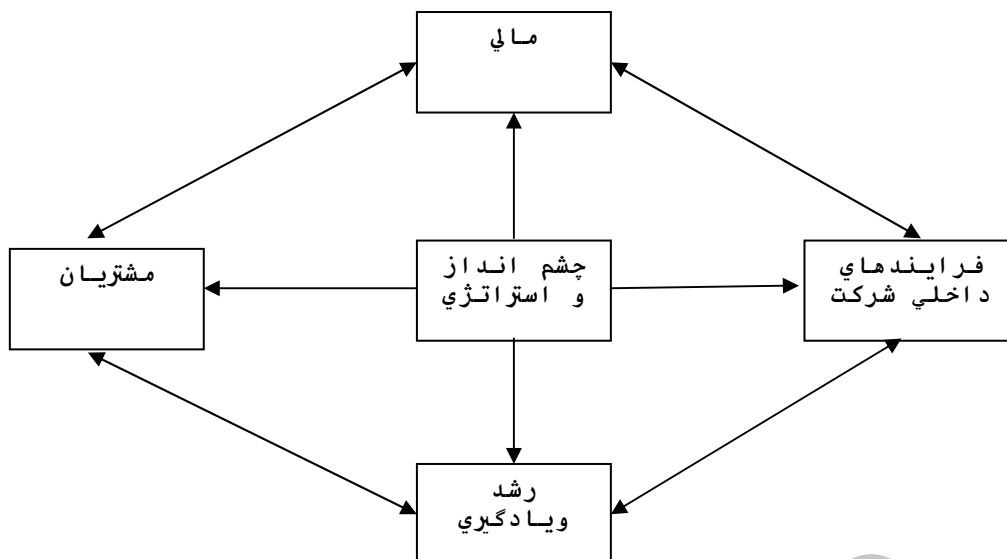 مالي
مشتريان
چشم انداز
و استراتژي
فرايندهاي
داخلي شركت
رشد
ويادگيري